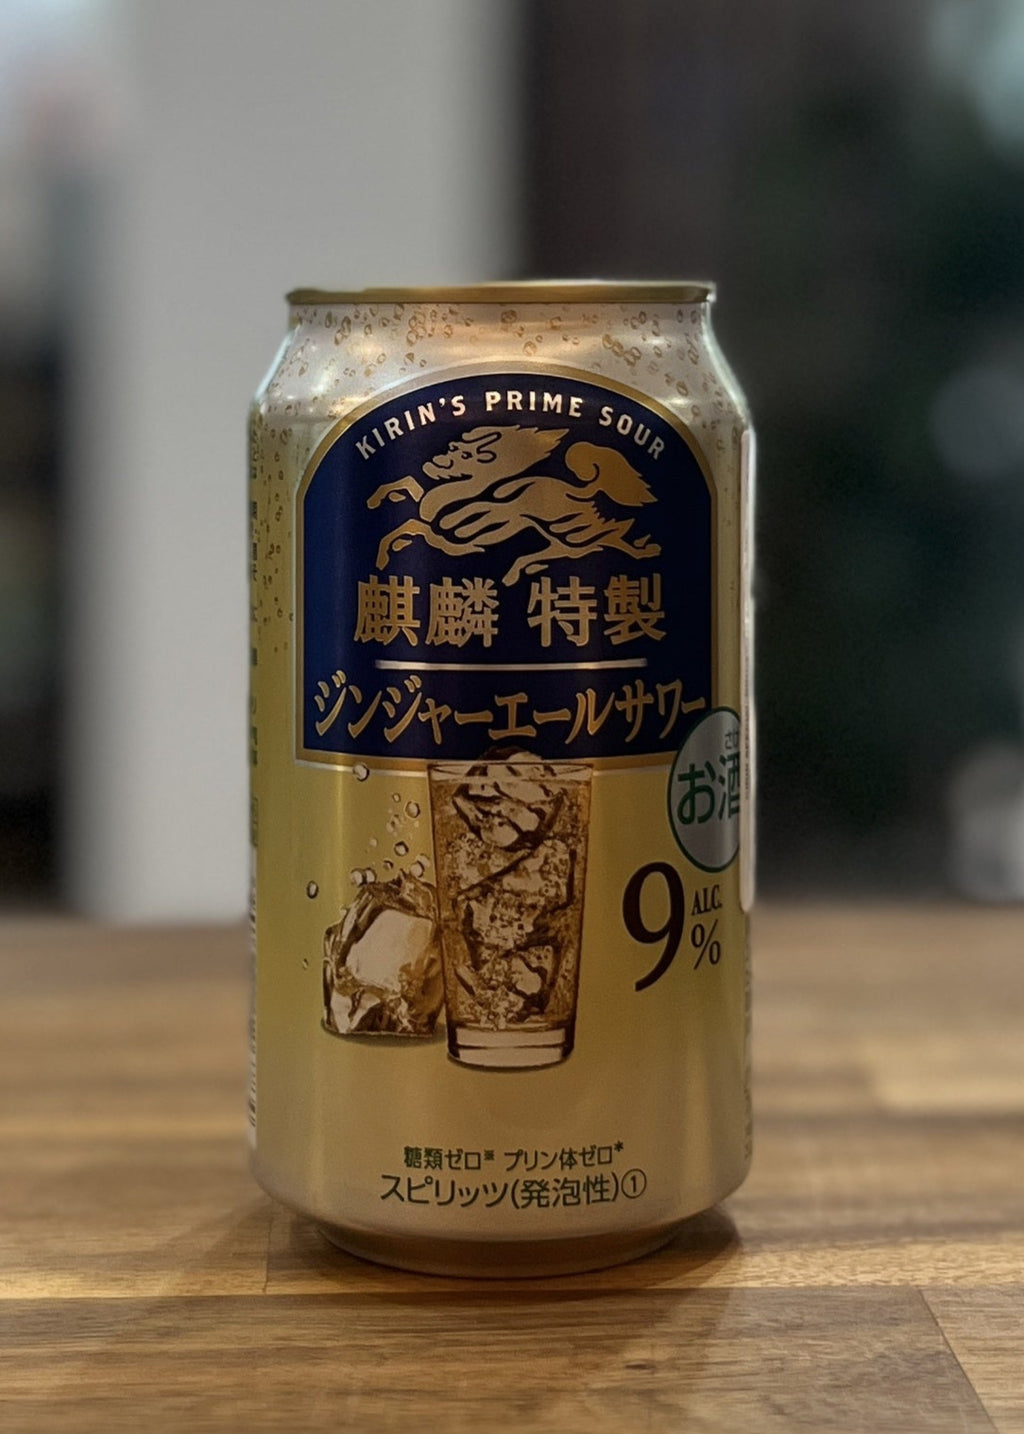 KIRIN'S PRIME SOUR
麒麟 特製
ジンジャーエールサワー
お酒
9
ALC.
%
糖類ゼロ※ プリン体ゼロ*
スピリッツ(発泡性)①